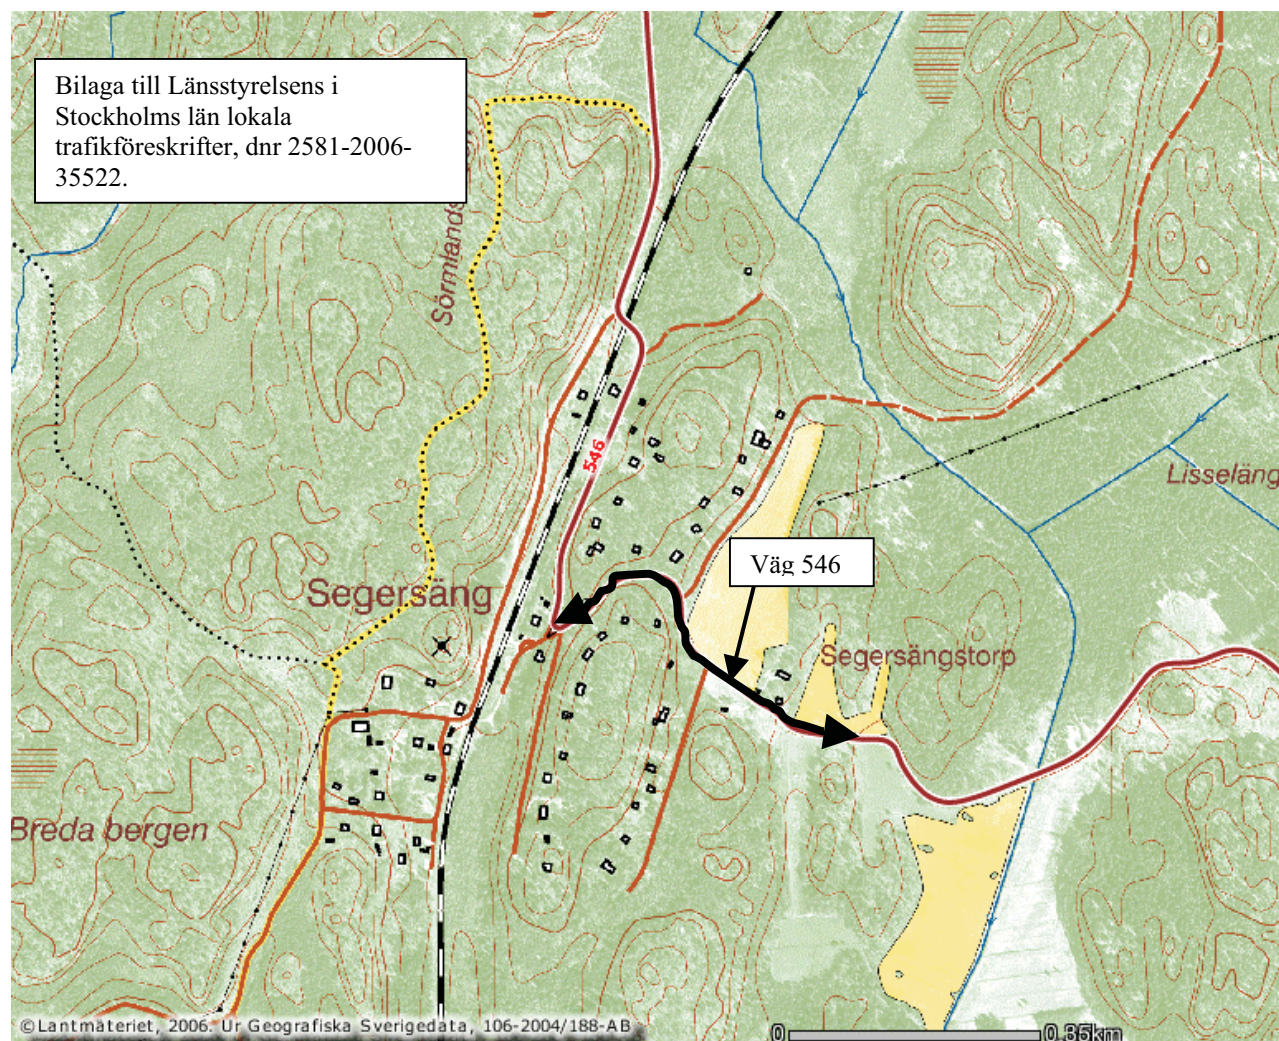 Bilaga till Länsstyrelsens i
Stockholms län lokala
trafikföreskrifter, dnr 2581-2006-
35522.
Sörmlands
546
Lisseläng
Väg 546
Segersäng
Segersängstorp
Breda bergen
©Lantmäteriet, 2006. Ur Geografiska Sverigedata, 106-2004/188-AB
0
0.35km